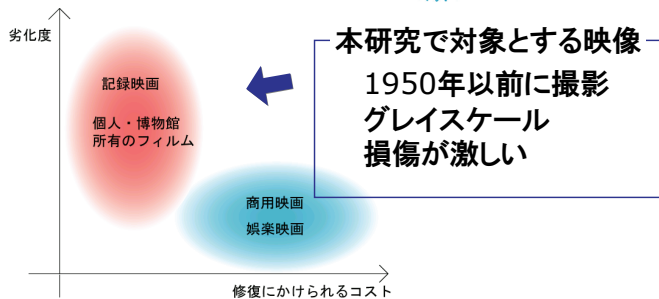 劣化度
記録映画
個人・博物館
所有のフィルム
商用映画
娯楽映画
修復にかけられるコスト
本研究で対象とする映像
1950年以前に撮影
グレイスケール
損傷が激しい